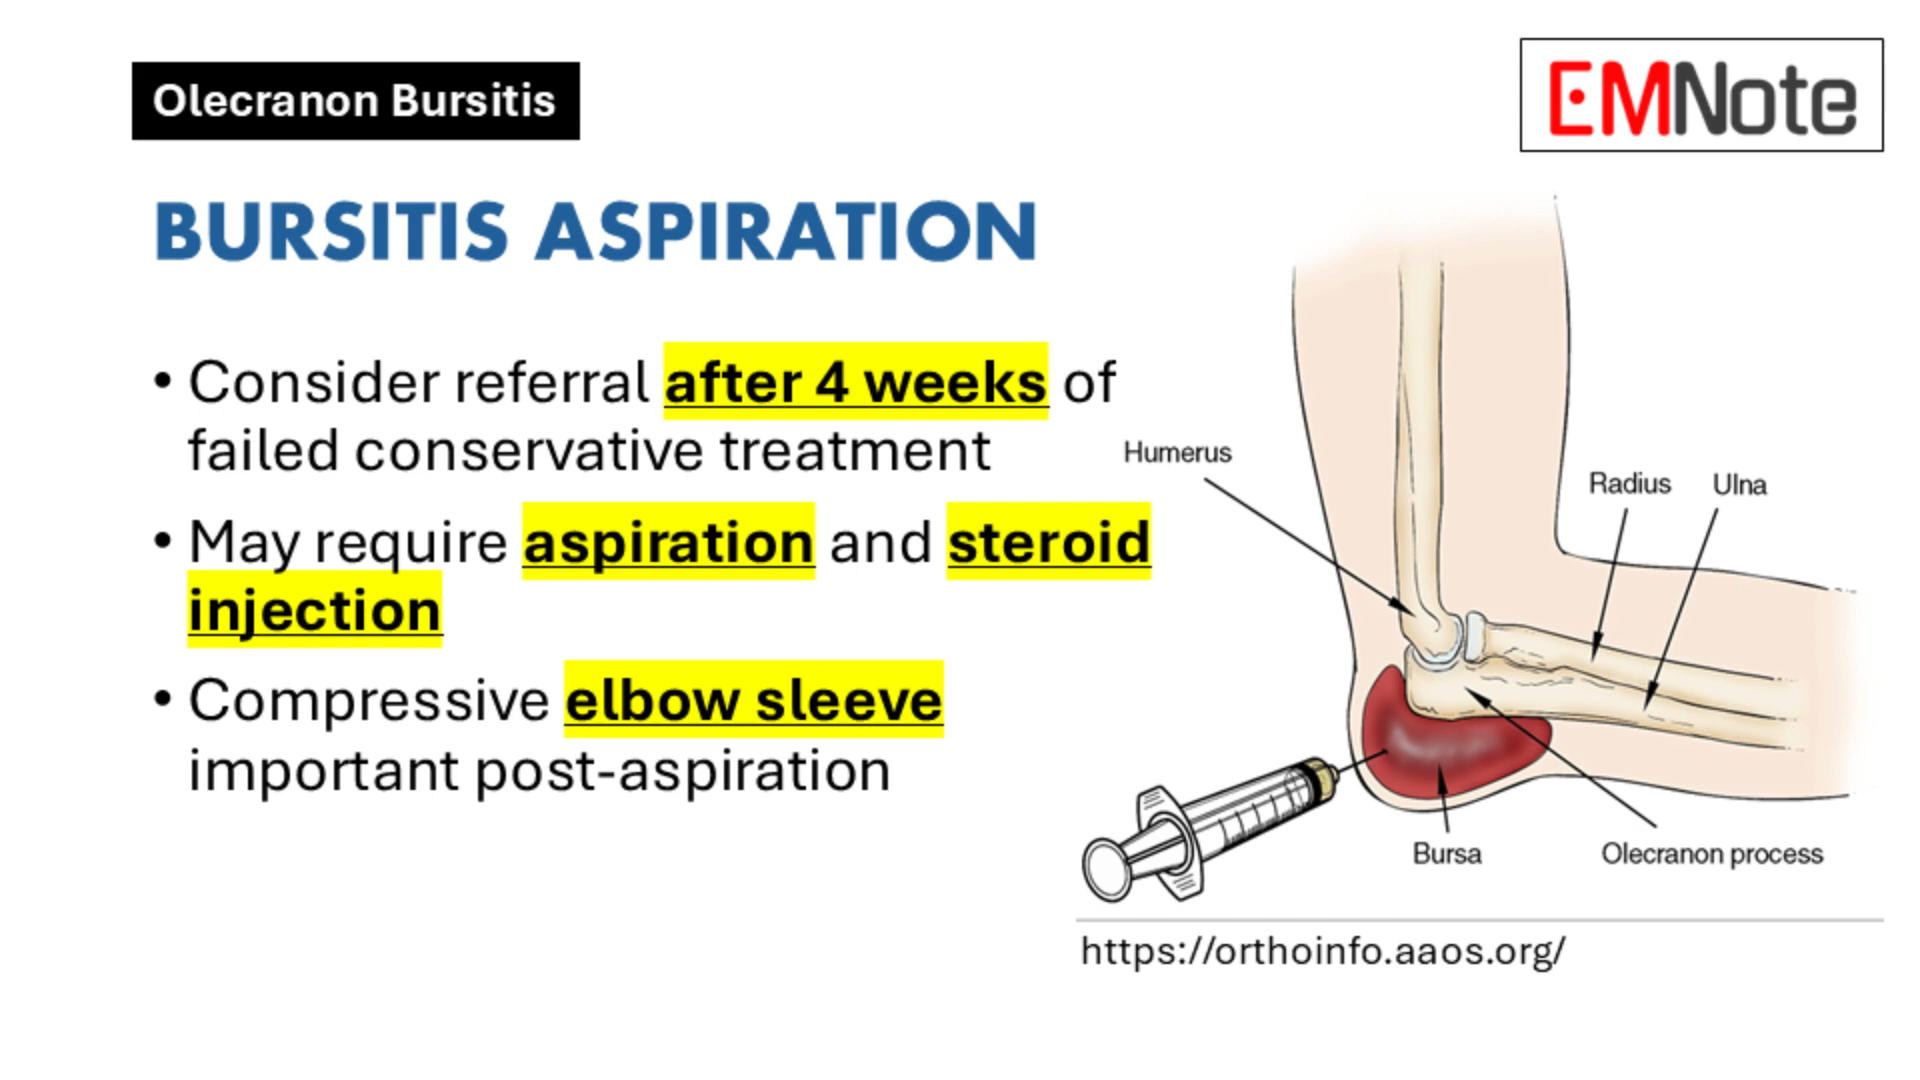 Olecranon Bursitis
EMNote
BURSITIS ASPIRATION
• Consider referral after 4 weeks of
failed conservative treatment
• May require aspiration and steroid
injection
• Compressive elbow sleeve
important post-aspiration
Humerus
Radius
Ulna
Bursa
Olecranon process
https://orthoinfo.aaos.org/